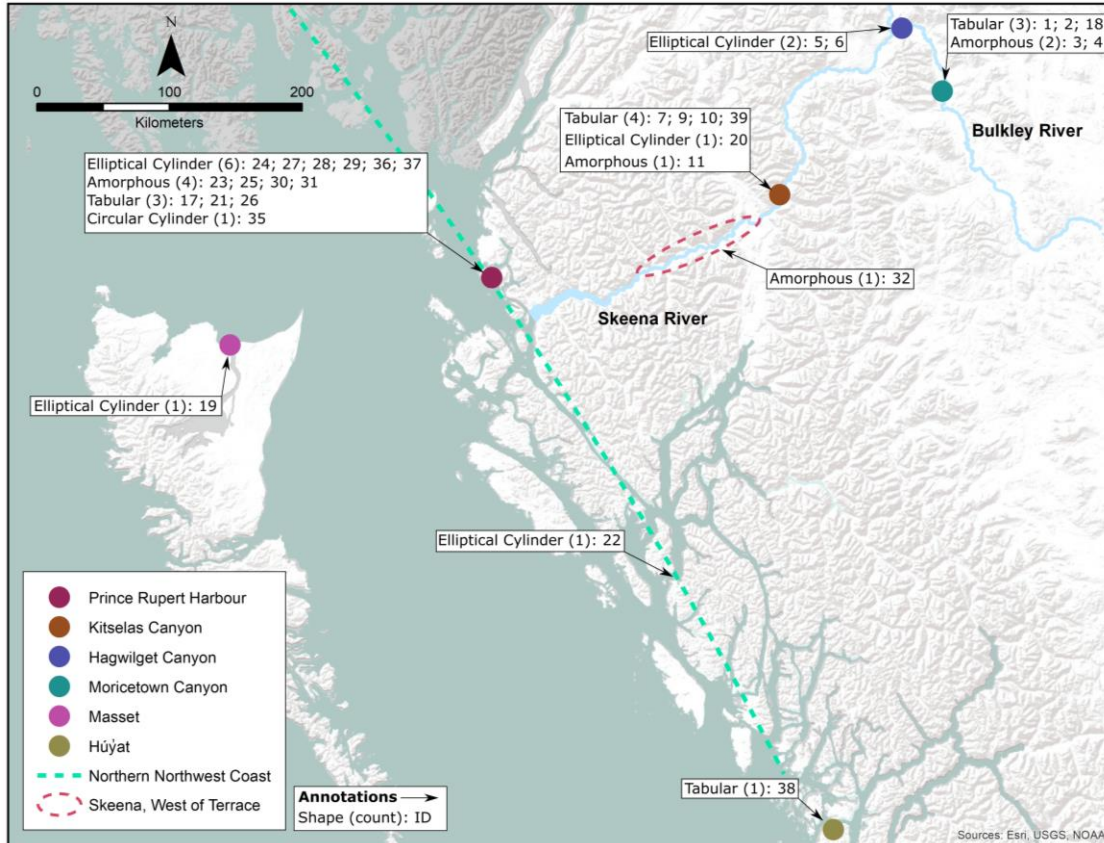 N
0 100 200
Kilometers
Elliptical Cylinder (2): 5; 6
Tabular (3): 1; 2; 18
Amorphous (2): 3; 4
Bulkley River
Tabular (4): 7; 9; 10; 39
Elliptical Cylinder (1): 20
Amorphous (1): 11
Elliptical Cylinder (6): 24; 27; 28; 29; 36; 37
Amorphous (4): 23; 25; 30; 31
Tabular (3): 17; 21; 26
Circular Cylinder (1): 35
Amorphous (1): 32
Skeena River
Elliptical Cylinder (1): 19
Elliptical Cylinder (1): 22
Prince Rupert Harbour
Kitselas Canyon
Hagwilget Canyon
Moricetown Canyon
Masset
Húy̓at
Northern Northwest Coast
Skeena, West of Terrace
Annotations
Shape (count): ID
Tabular (1): 38
Sources: Esri, USGS, NOAA